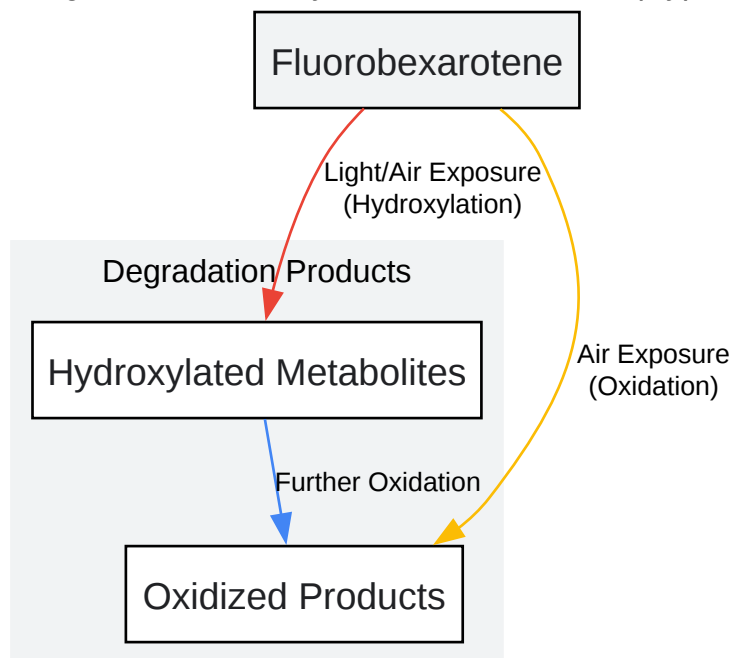 Fluorobexarotene
Light/Air Exposure
(Hydroxylation)
Degradation Products
Hydroxylated Metabolites
Air Exposure
(Oxidation)
Further Oxidation
Oxidized Products